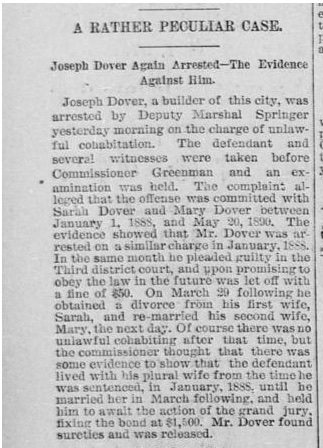 A RATHER PECULIAR CASE.
Joseph Dover Again Arrested—The Evidence
Against Him.
Joseph Dover, a builder of this city, was
arrested by Deputy Marshal Springer
yesterday morning on the charge of unlaw-
ful cohabitation. The defendant and
several witnesses were taken before
Commissioner Greenman and an ex-
amination was held. The complaint al-
leged that the offense was committed with
Sarah Dover and Mary Dover between
January 1, 1888, and May 20, 1890. The
evidence showed that Mr. Dover was ar-
rested on a similar charge in January, 1888.
In the same month he pleaded guilty in the
Third district court, and upon promising to
obey the law in the future was let off with
a fine of $50. On March 29 following he
obtained a divorce from his first wife,
Sarah, and re-married his second wife,
Mary, the next day. Of course there was no
unlawful cohabiting after that time, but
the commissioner thought that there was
some evidence to show that the defendant
lived with his plural wife from the time he
was sentenced, in January, 1888, until he
married her in March following, and held
him to await the action of the grand jury,
fixing the bond at $1,500. Mr. Dover found
sureties and was released.